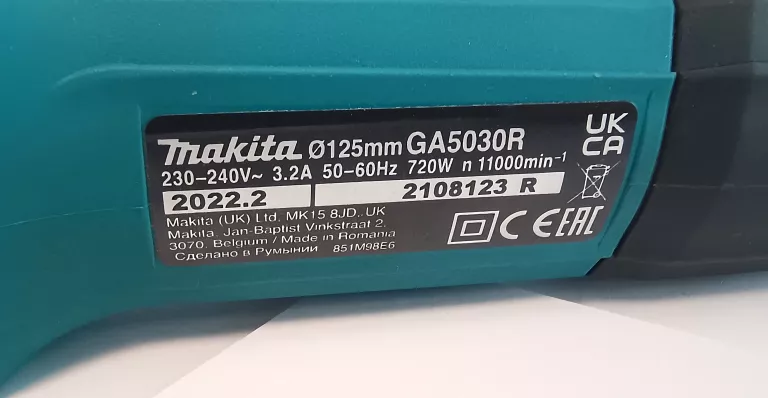 makita Ø125mm GA5030R
230-240V~ 3.2A 50-60Hz 720W n 11000min⁻¹
2022.2 2108123 R
Makita (UK) Ltd. MK15 8JD. UK
Makita. Jan-Baptist Vinkstraat 2.
3070. Belgium / Made in Romania
Сделано в Румынии 851M98E6
UK
CA
CE EAC